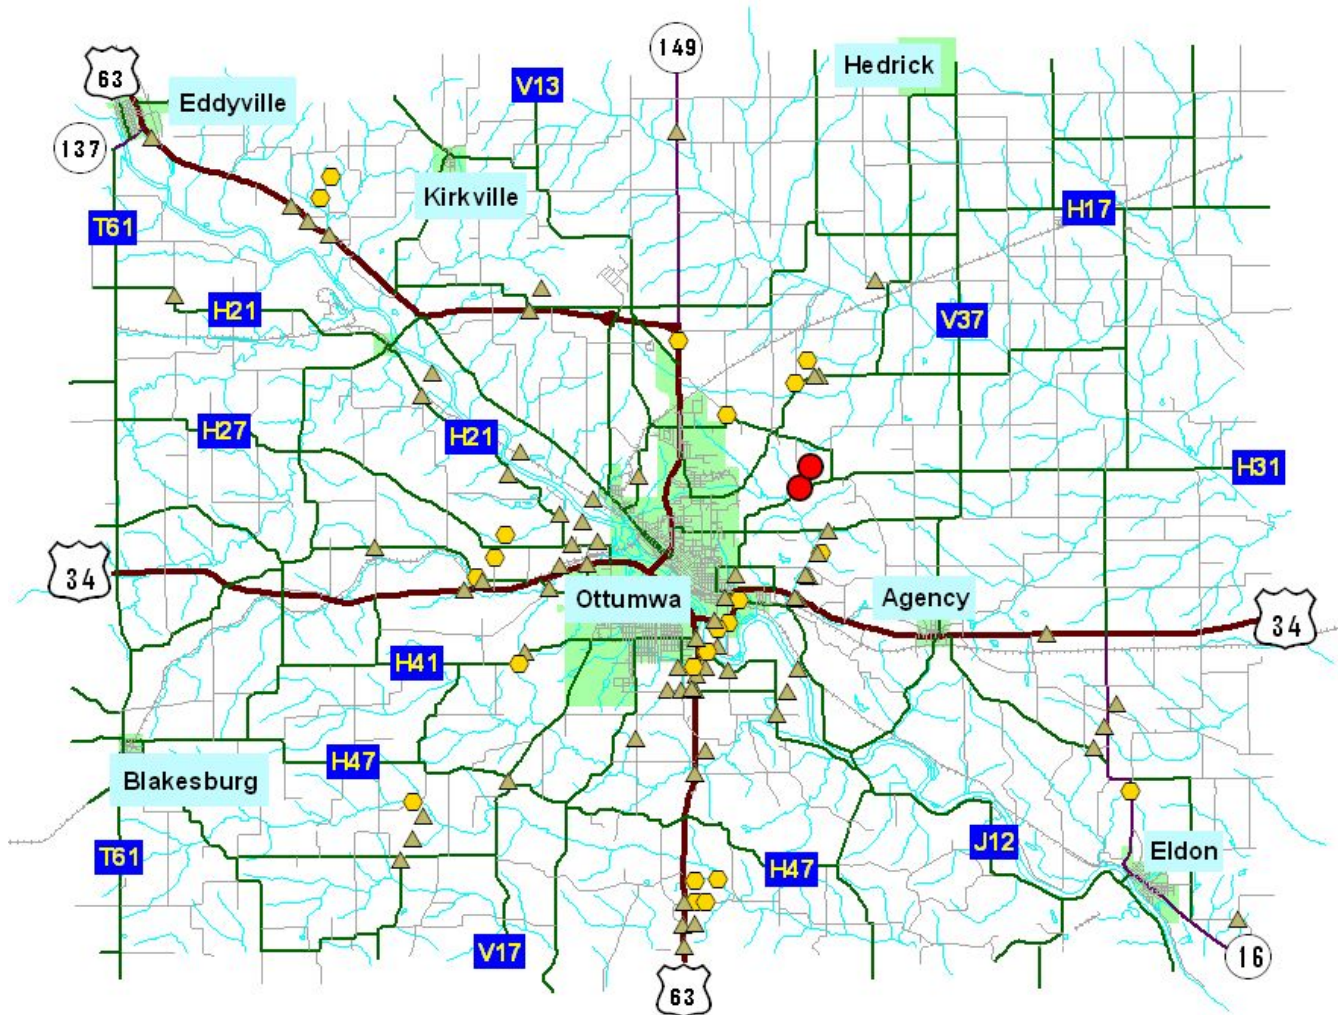 149
Hedrick
63
V13
Eddyville
137
Kirkville
H17
T61
H21
V37
H27
H21
H31
34
Ottumwa
Agency
34
H41
H47
Blakesburg
J12
Eldon
T61
H47
V17
16
63